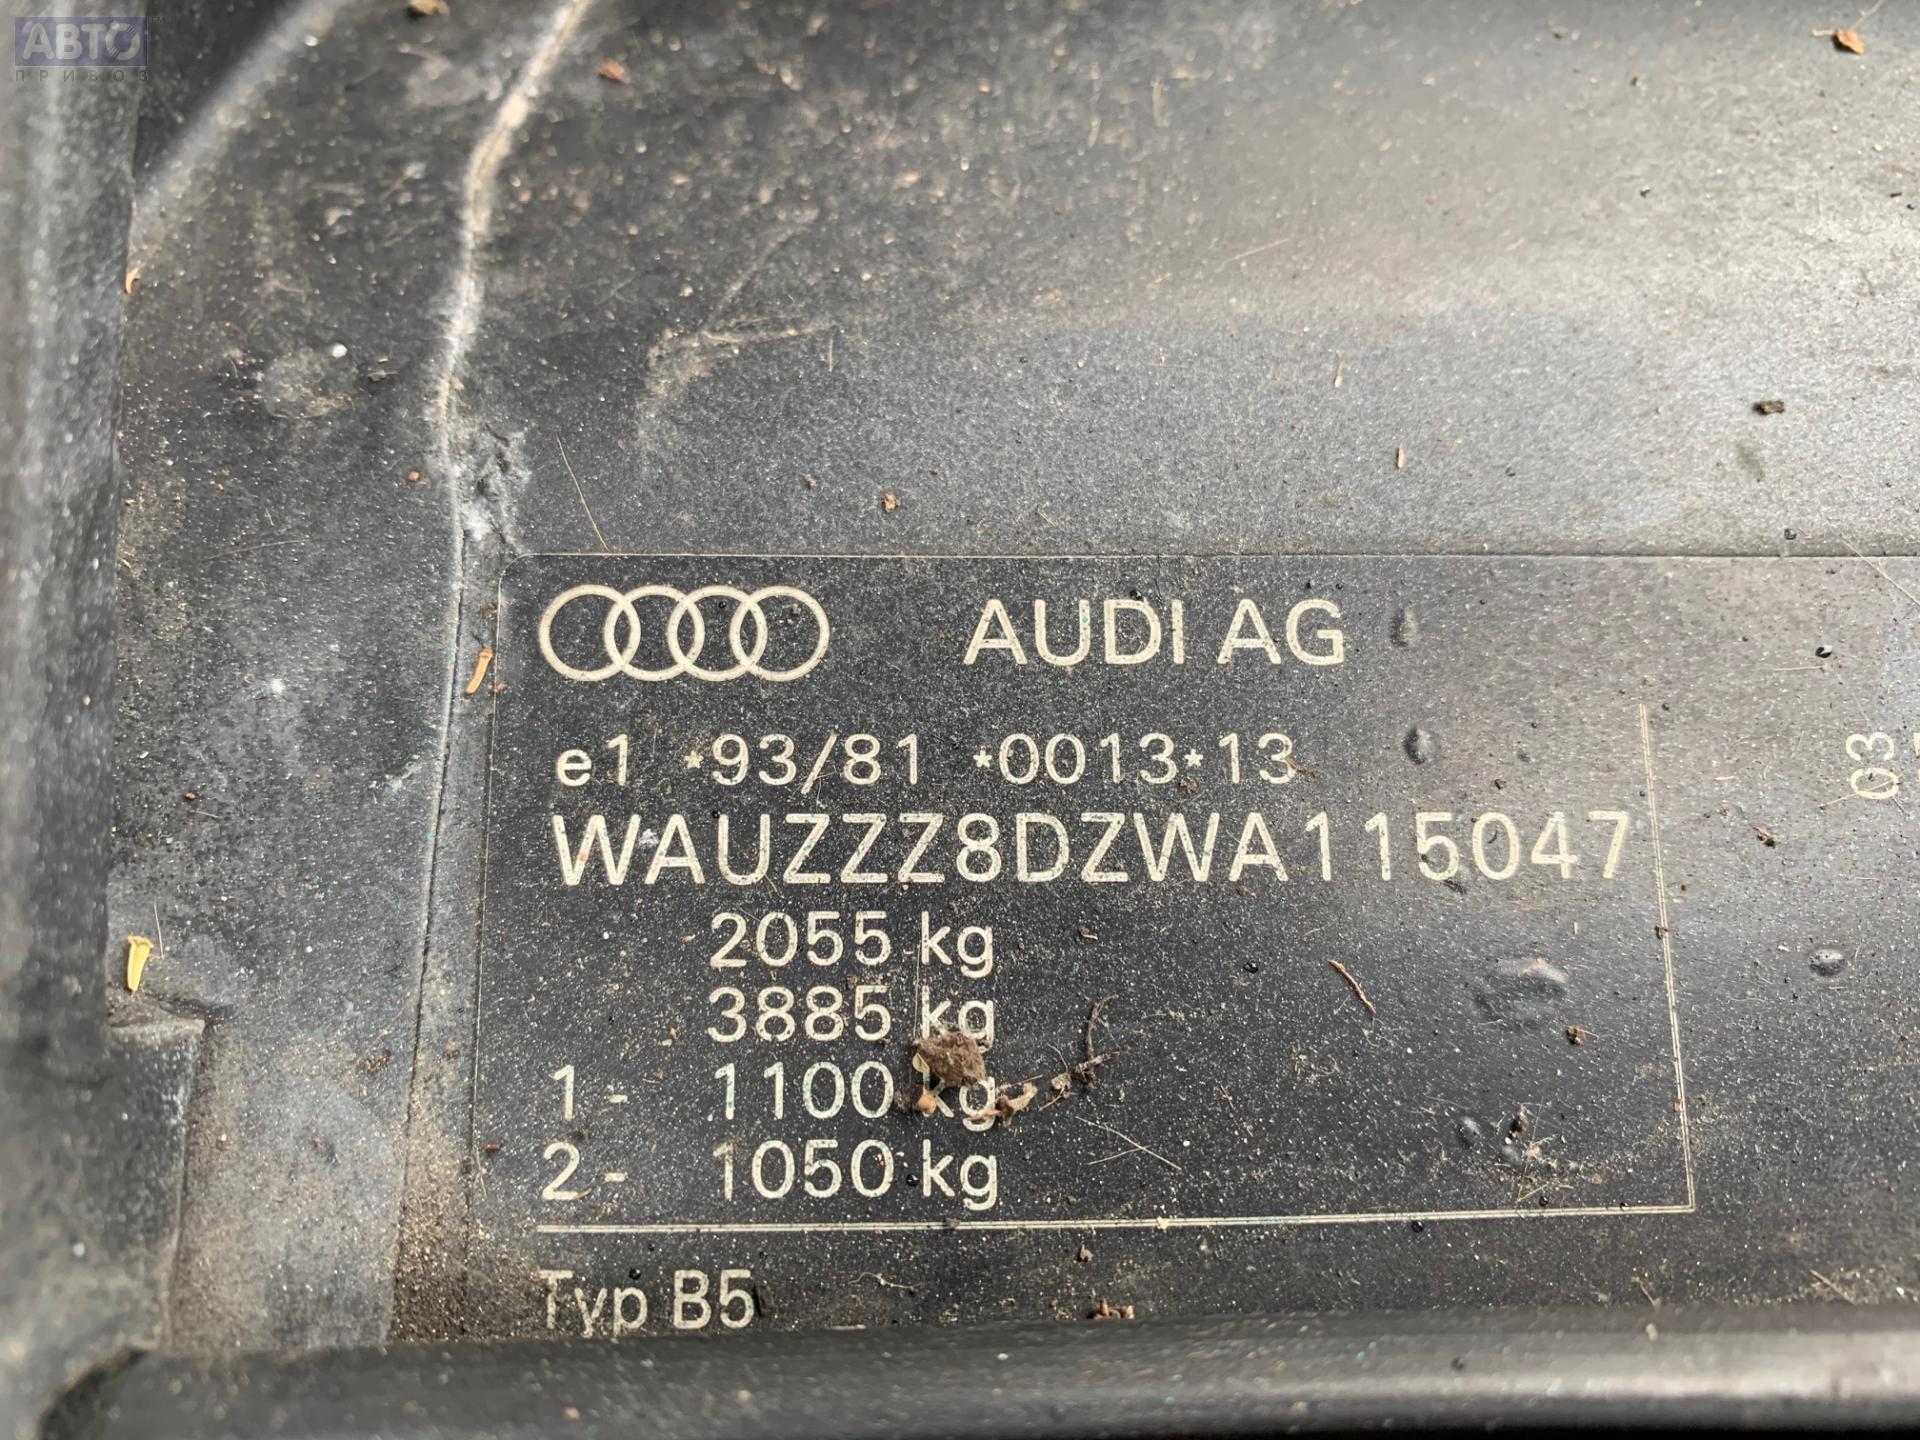 АВТО
ПРИВОЗ
AUDI AG
e1 *93/81 *0013*13
WAUZZZ8DZWA115047
2055 kg
3885 kg
1- 1100 kg
2- 1050 kg
Typ B5
03